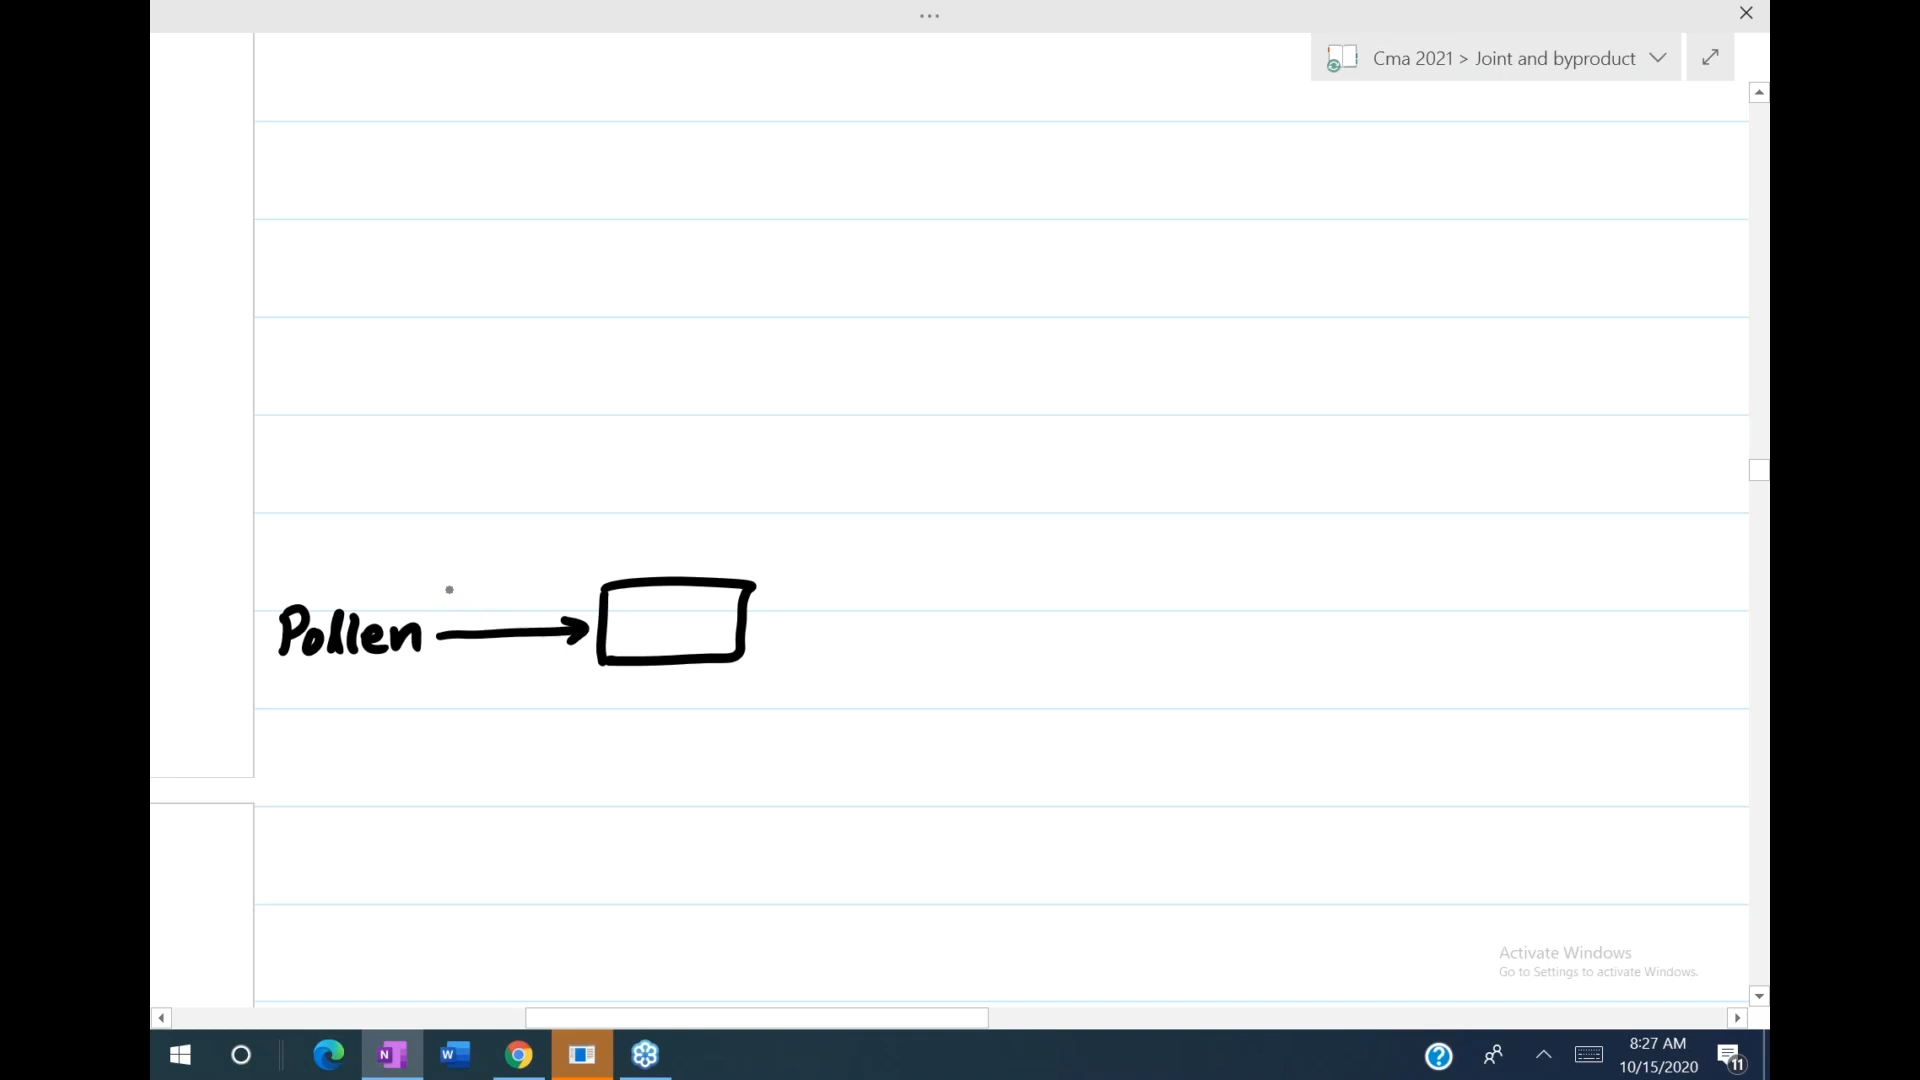 Cma 2021 > Joint and byproduct
Pollen
Activate Windows
Go to Settings to activate Windows.
8:27 AM
10/15/2020
11